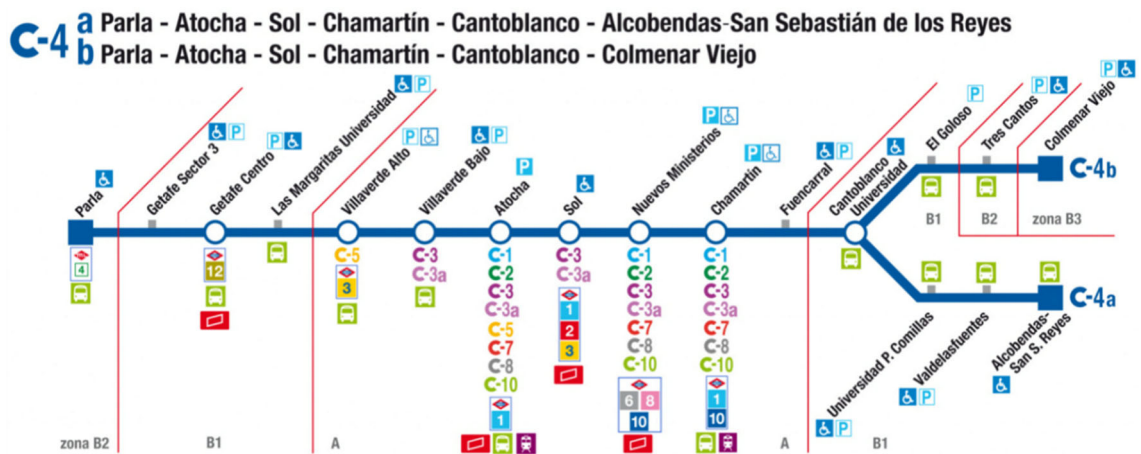 C-4
a Parla - Atocha - Sol - Chamartín - Cantoblanco - Alcobendas-San Sebastián de los Reyes
b Parla - Atocha - Sol - Chamartín - Cantoblanco - Colmenar Viejo
Parla
Getafe Sector 3
Getafe Centro
Las Margaritas Universidad
Villaverde Alto
Villaverde Bajo
Atocha
Sol
Nuevos Ministerios
Chamartín
Fuencarral
Cantoblanco
Universidad
El Goloso
Tres Cantos
Colmenar Viejo
P
P
P
P
P
P
P
P
P
P
P
P
C-4b
B1
B2
zona B3
4
12
C-5
3
C-3
C-3a
C-1
C-2
C-3
C-3a
C-5
C-7
C-8
C-10
1
C-3
C-3a
1
2
3
C-1
C-2
C-3
C-3a
C-7
C-8
C-10
6 8
10
C-1
C-2
C-3
C-3a
C-7
C-8
C-10
1
10
C-4a
Universidad P. Comillas
P
Valdelasfuentes
P
Alcobendas-
San S. Reyes
zona B2
B1
A
A
B1